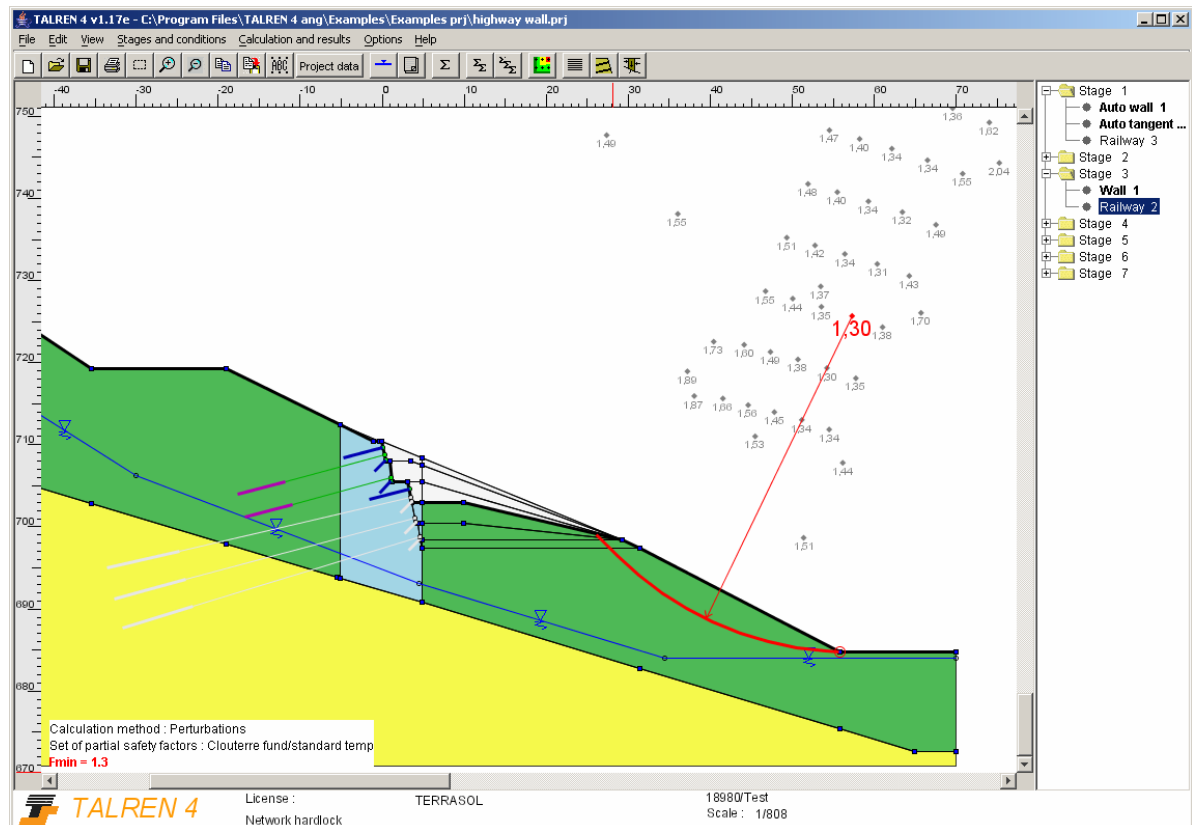 TALREN 4 v1.17e - C:\Program Files\TALREN 4 ang\Examples\Examples prj\highway wall.prj
File Edit View Stages and conditions Calculation and results Options Help
Project data
-40 -30 -20 -10 0 10 20 30 40 50 60 70
750
740
730
720
710
700
690
680
670
1,36
1,62
1,49
1,47
1,40
1,34
1,34
1,55
2,04
1,48
1,40
1,34
1,32
1,49
1,55
1,51
1,42
1,34
1,31
1,43
1,55
1,44
1,37
1,35
1,70
1,30
1,38
1,73
1,60
1,49
1,38
1,30
1,35
1,89
1,87
1,66
1,56
1,45
1,34
1,34
1,53
1,44
1,51
Stage 1
Auto wall 1
Auto tangent ...
Railway 3
Stage 2
Stage 3
Wall 1
Railway 2
Stage 4
Stage 5
Stage 6
Stage 7
Calculation method : Perturbations
Set of partial safety factors : Clouterre fund/standard temp
Fmin = 1.3
TALREN 4
License : TERRASOL 18980/Test
Network hardlock Scale : 1/808